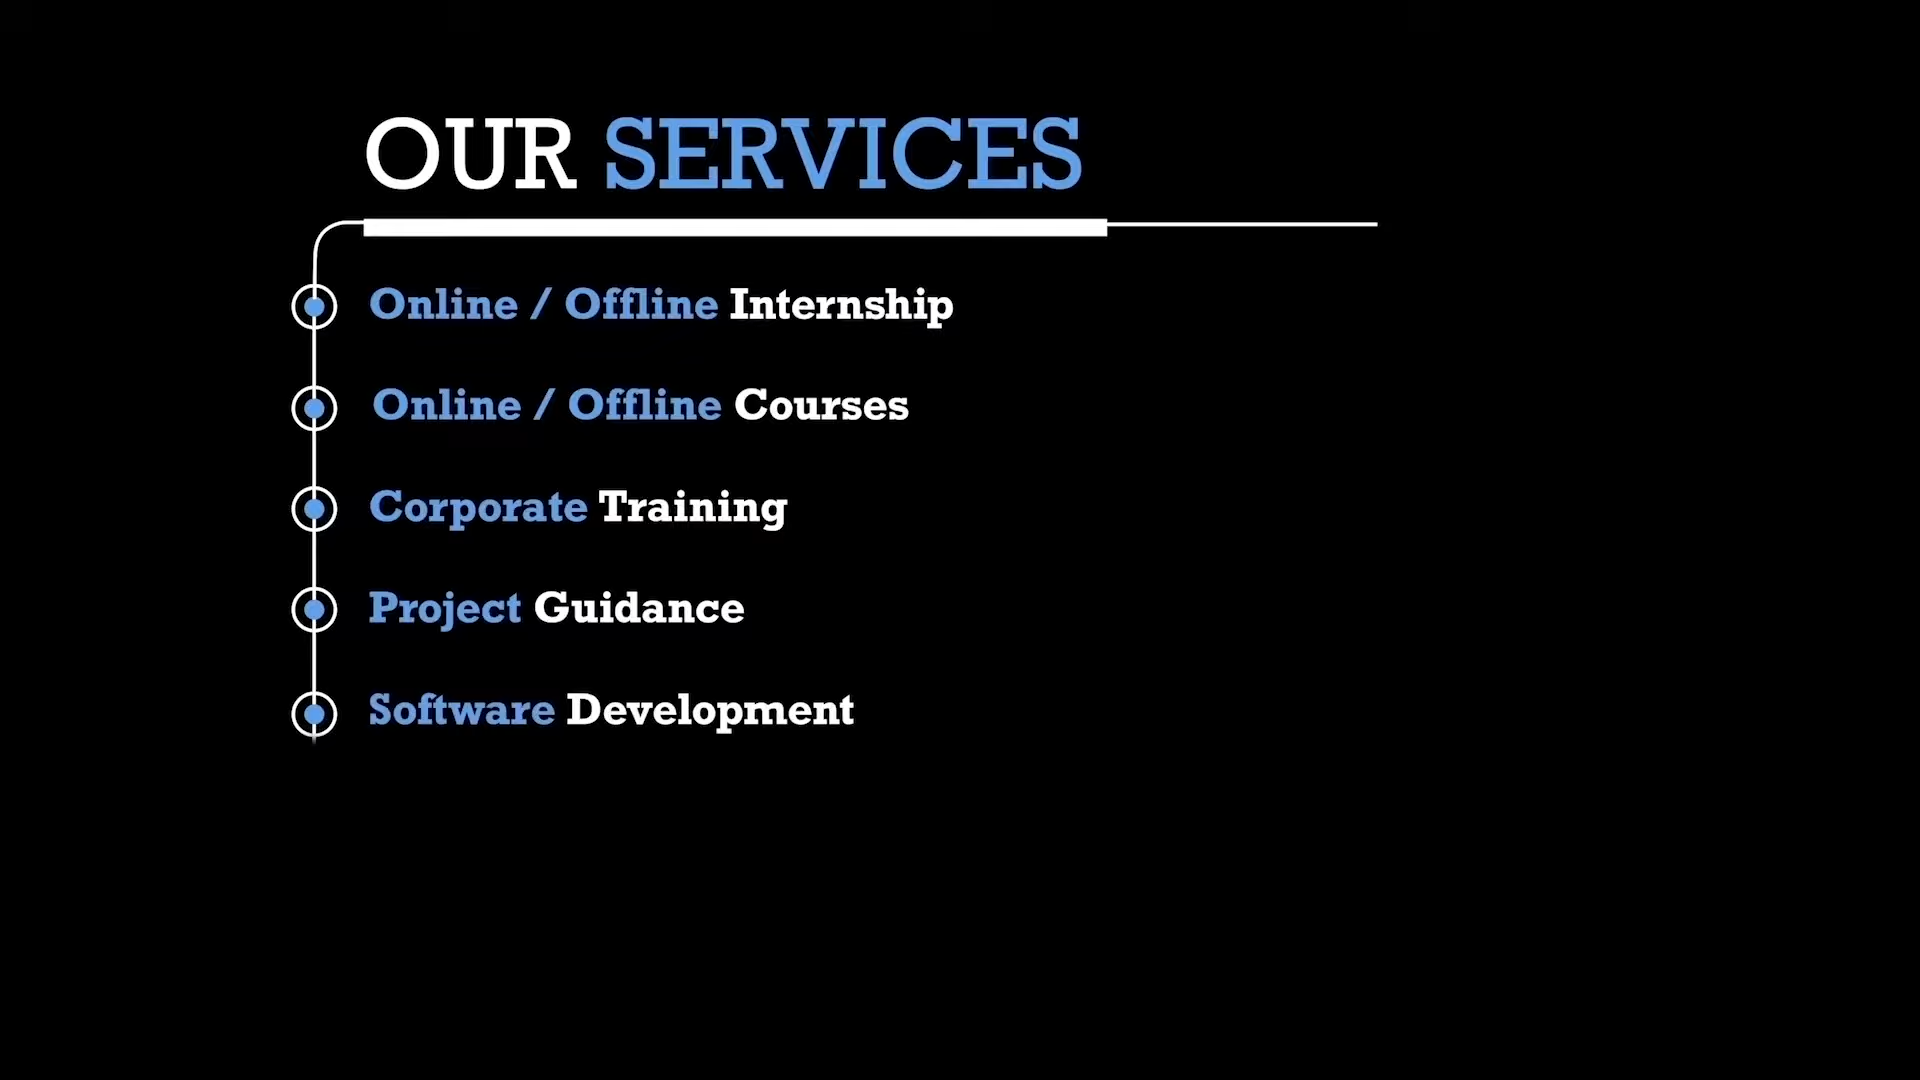 OUR SERVICES
Online / Offline Internship
Online / Offline Courses
Corporate Training
Project Guidance
Software Development